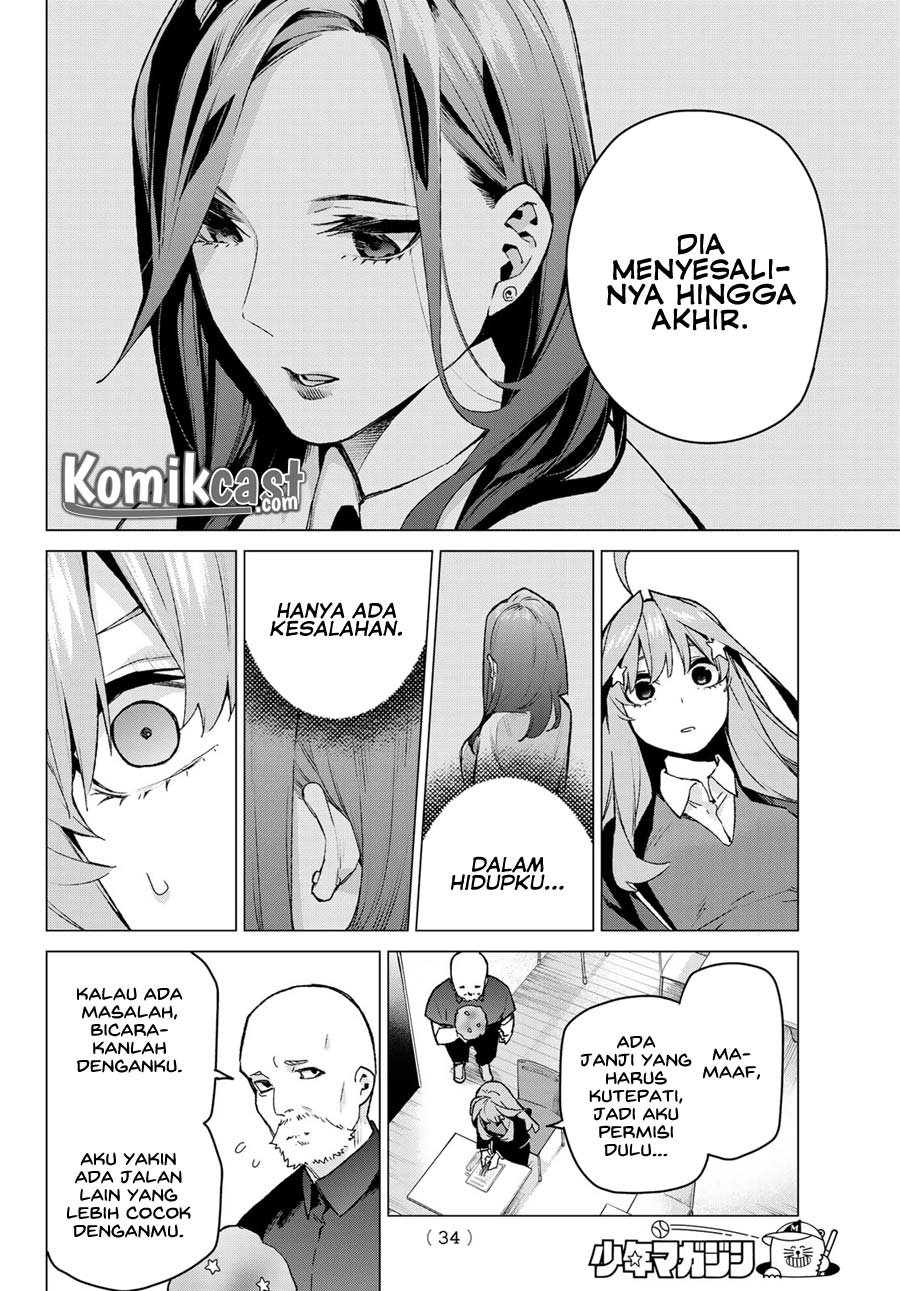 DIA
MENYESALI-
NYA HINGGA
AKHIR.
Komikcast
.com
DALAM
HIDUPKU...
HANYA ADA
KESALAHAN.
MA-
MAAF,
ADA
JANJI YANG
HARUS
KUTEPATI,
JADI AKU
PERMISI
DULU...
KALAU ADA
MASALAH,
BICARA-
KANLAH
DENGANKU.
AKU YAKIN
ADA JALAN
LAIN YANG
LEBIH COCOK
DENGANMU.
( 34 )
M
少年マガジン